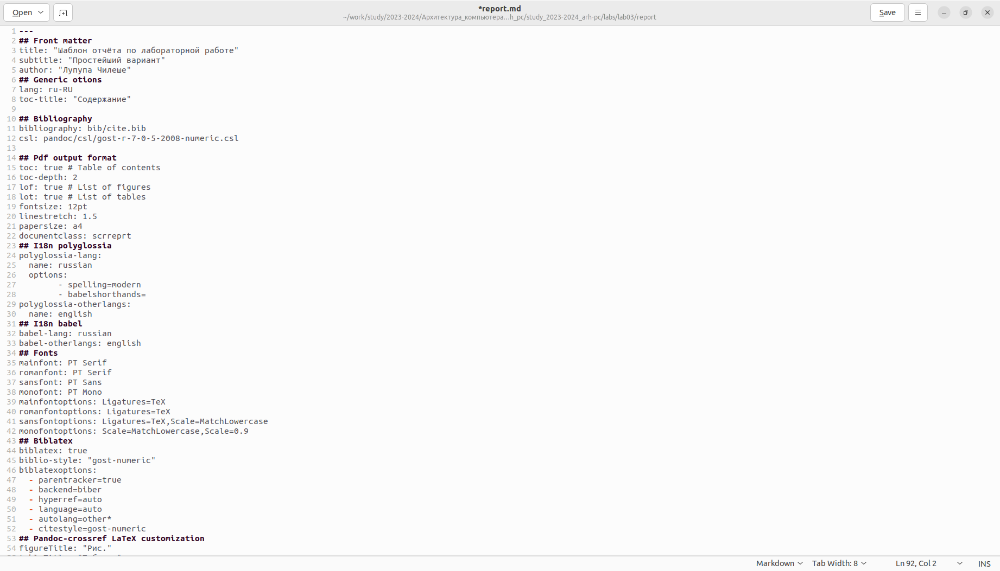 Open
*report.md
~/work/study/2023-2024/Архитектура_компьютера…h_pc/study_2023-2024_arh-pc/labs/lab03/report
Save
1 ---
2 ## Front matter
3 title: "Шаблон отчёта по лабораторной работе"
4 subtitle: "Простейший вариант"
5 author: "Лупупа Чилеше"
6 ## Generic otions
7 lang: ru-RU
8 toc-title: "Содержание"
9
10 ## Bibliography
11 bibliography: bib/cite.bib
12 csl: pandoc/csl/gost-r-7-0-5-2008-numeric.csl
13
14 ## Pdf output format
15 toc: true # Table of contents
16 toc-depth: 2
17 lof: true # List of figures
18 lot: true # List of tables
19 fontsize: 12pt
20 linestretch: 1.5
21 papersize: a4
22 documentclass: scrreprt
23 ## I18n polyglossia
24 polyglossia-lang:
25   name: russian
26   options:
27         - spelling=modern
28         - babelshorthands=
29 polyglossia-otherlangs:
30   name: english
31 ## I18n babel
32 babel-lang: russian
33 babel-otherlangs: english
34 ## Fonts
35 mainfont: PT Serif
36 romanfont: PT Serif
37 sansfont: PT Sans
38 monofont: PT Mono
39 mainfontoptions: Ligatures=TeX
40 romanfontoptions: Ligatures=TeX
41 sansfontoptions: Ligatures=TeX,Scale=MatchLowercase
42 monofontoptions: Scale=MatchLowercase,Scale=0.9
43 ## Biblatex
44 biblatex: true
45 biblio-style: "gost-numeric"
46 biblatexoptions:
47   - parentracker=true
48   - backend=biber
49   - hyperref=auto
50   - language=auto
51   - autolang=other*
52   - citestyle=gost-numeric
53 ## Pandoc-crossref LaTeX customization
54 figureTitle: "Рис."
Markdown Tab Width: 8 Ln 92, Col 2 INS